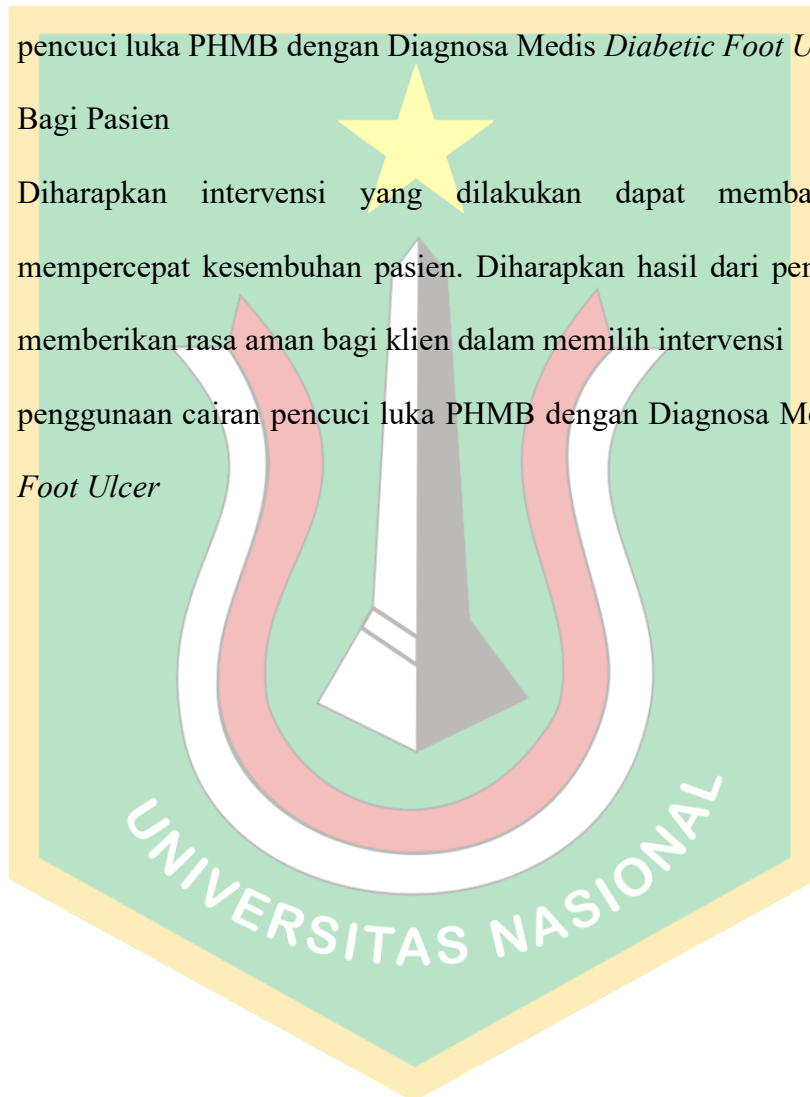 pencuci luka PHMB dengan Diagnosa Medis Diabetic Foot U
Bagi Pasien
Diharapkan intervensi yang dilakukan dapat memba
mempercepat kesembuhan pasien. Diharapkan hasil dari pen
memberikan rasa aman bagi klien dalam memilih intervensi
penggunaan cairan pencuci luka PHMB dengan Diagnosa Me
Foot Ulcer
UNIVERSITAS NASIONAL